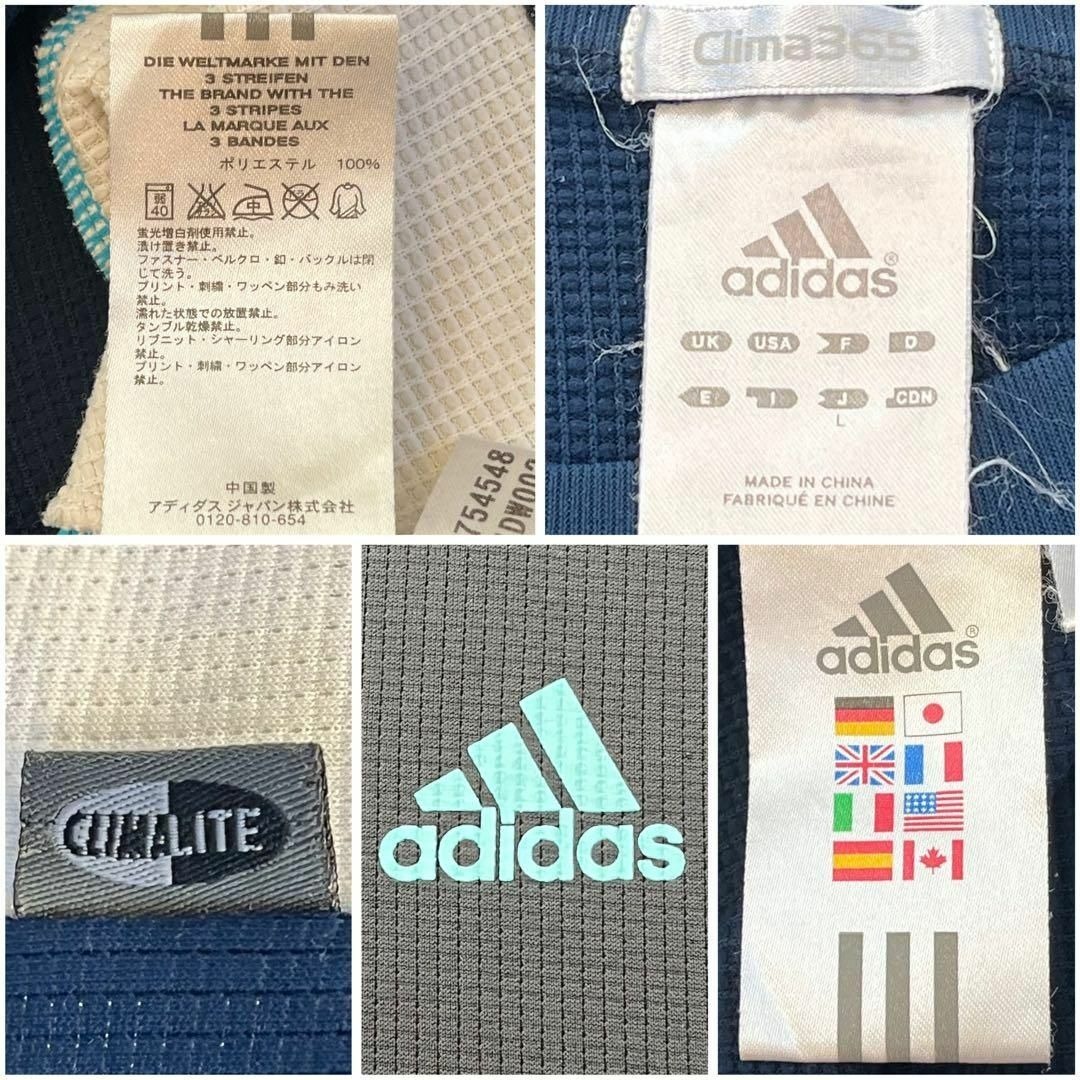 DIE WELTMARKE MIT DEN
3 STREIFEN
THE BRAND WITH THE
3 STRIPES
LA MARQUE AUX
3 BANDES
ポリエステル 100%
弱
40
中
蛍光増白剤使用禁止。
漬け置き禁止。
ファスナー・ベルクロ・釦・バックルは閉
じて洗う。
プリント・刺繍・ワッペン部分もみ洗い
禁止。
濡れた状態での放置禁止。
タンブル乾燥禁止。
リブニット・シャーリング部分アイロン
禁止。
プリント・刺繍・ワッペン部分アイロン
禁止。
中国製
アディダス ジャパン株式会社
0120-810-654
754548
Clima365
adidas®
UK USA F D
E I J CDN
L
MADE IN CHINA
FABRIQUÉ EN CHINE
CLIMALITE
adidas
adidas®